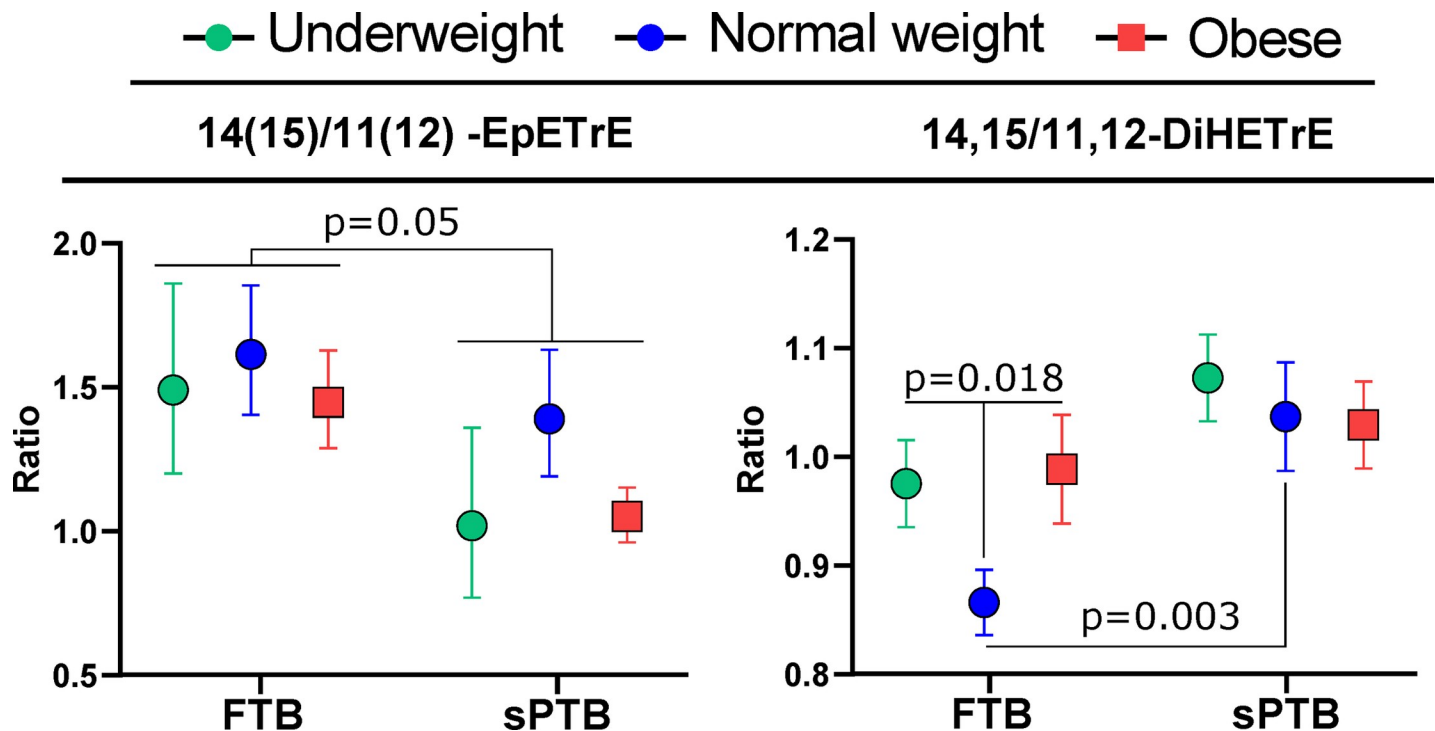 Underweight Normal weight Obese
14(15)/11(12) -EpETrE
14,15/11,12-DiHETrE
p=0.05
2.0
1.5
1.0
0.5
Ratio
FTB sPTB
1.2
1.1
1.0
0.9
0.8
Ratio
p=0.018
p=0.003
FTB sPTB